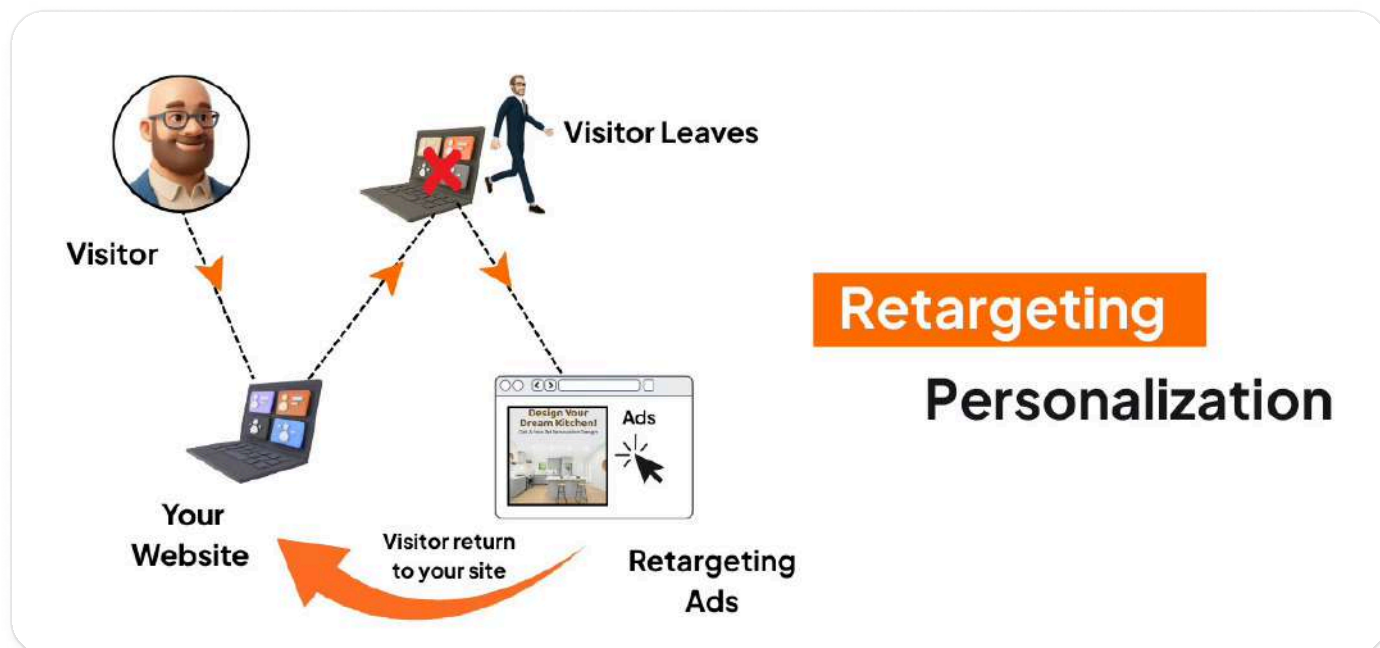 Visitor
Visitor Leaves
Your
Website
Design Your
Dream Kitchen!
Ads
Visitor return
to your site
Retargeting
Ads
Retargeting
Personalization